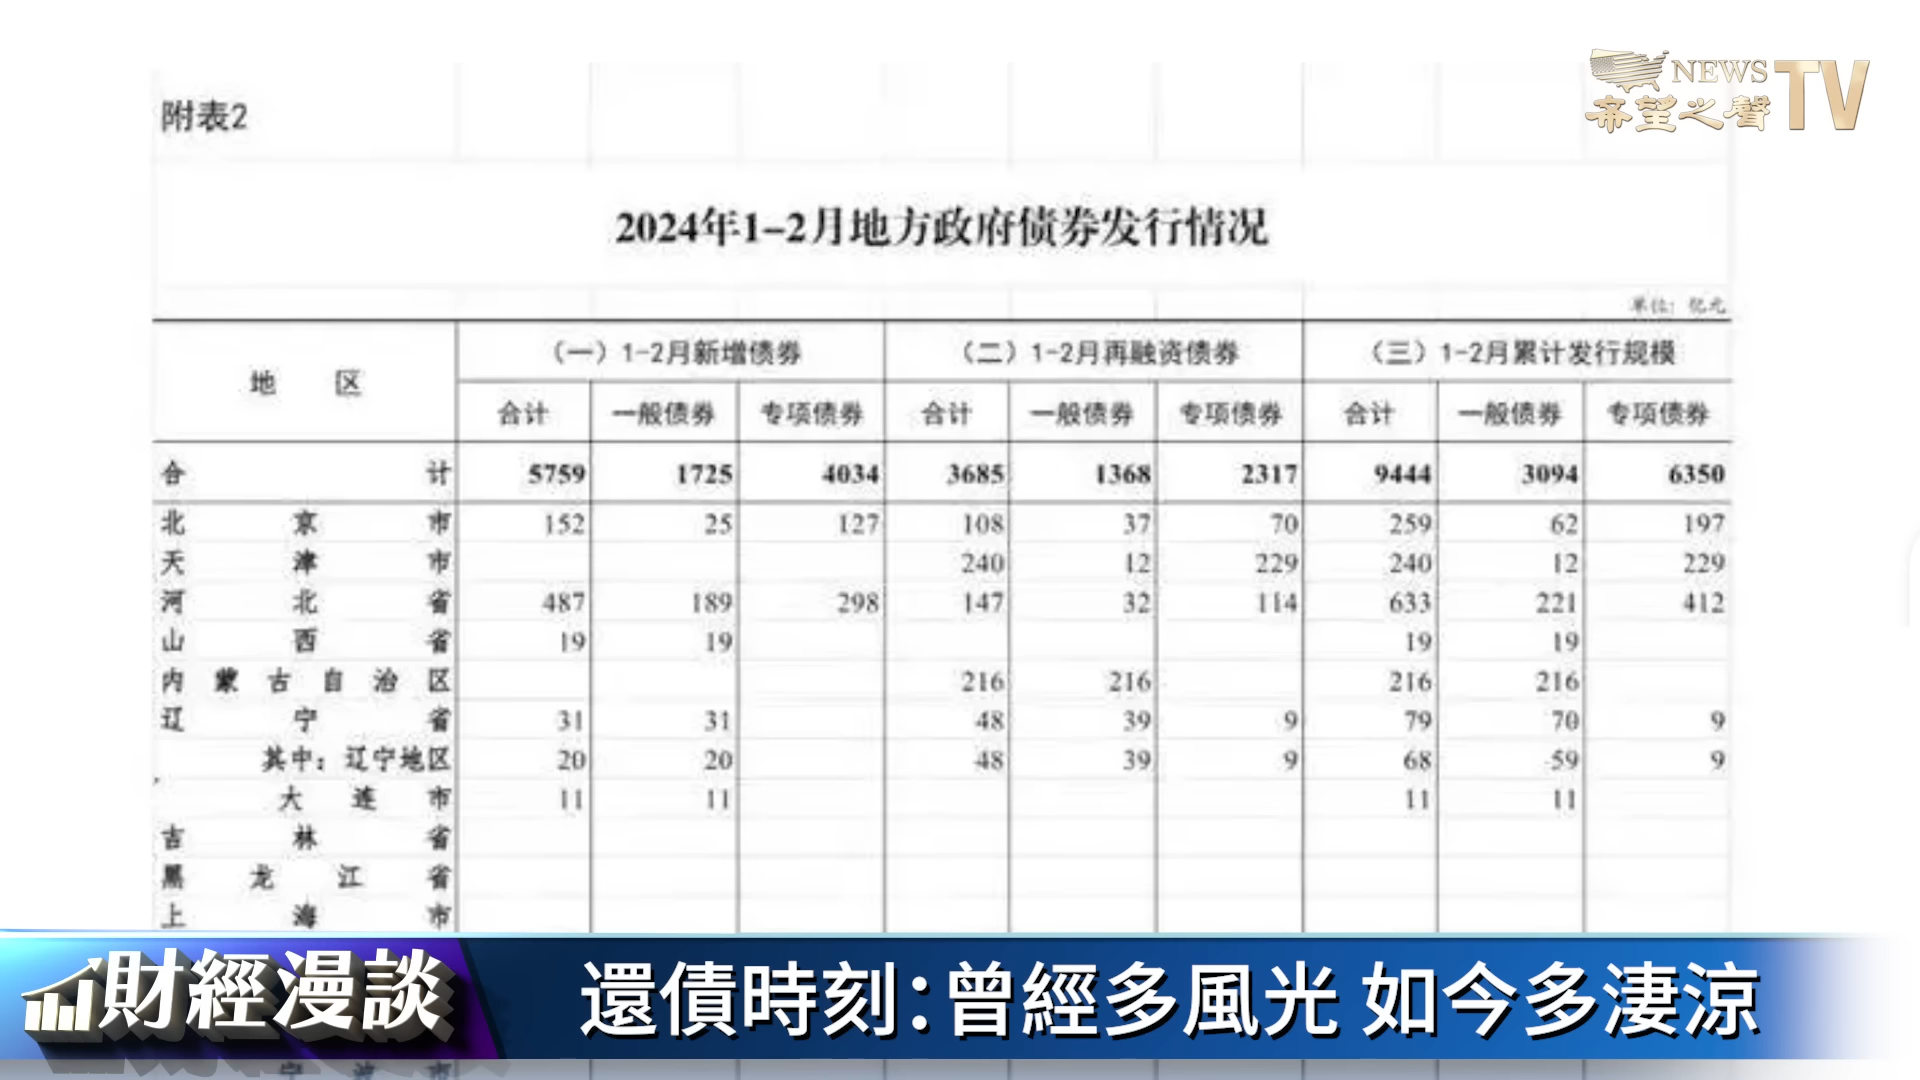 NEWS
希望之聲
TV
附表2
2024年1-2月地方政府债券发行情况
单位：亿元
地 区 （一）1-2月新增债券 （二）1-2月再融资债券 （三）1-2月累计发行规模
合计 一般债券 专项债券 合计 一般债券 专项债券 合计 一般债券 专项债券
合 计 5759 1725 4034 3685 1368 2317 9444 3094 6350
北 京 市 152 25 127 108 37 70 259 62 197
天 津 市 240 12 229 240 12 229
河 北 省 487 189 298 147 32 114 633 221 412
山 西 省 19 19 19 19
内 蒙 古 自 治 区 216 216 216 216
辽 宁 省 31 31 48 39 9 79 70 9
其中：辽宁地区 20 20 48 39 9 68 59 9
大 连 市 11 11 11 11
吉 林 省
黑 龙 江 省
上 海 市
財經漫談
還債時刻：曾經多風光 如今多淒涼